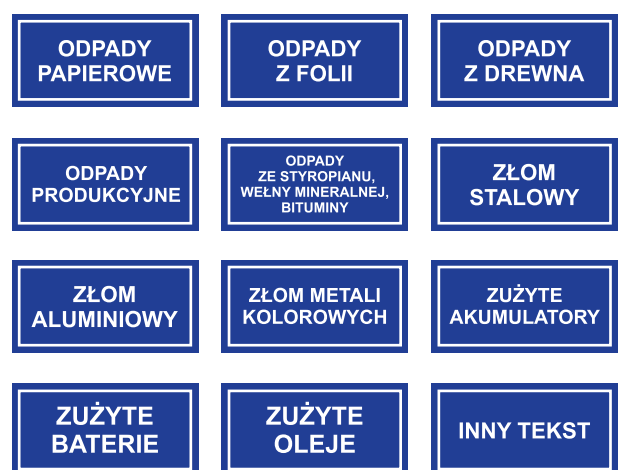 ODPADY
PAPIEROWE
ODPADY
Z FOLII
ODPADY
Z DREWNA
ODPADY
PRODUKCYJNE
ODPADY
ZE STYROPIANU,
WEŁNY MINERALNEJ,
BITUMINY
ZŁOM
STALOWY
ZŁOM
ALUMINIOWY
ZŁOM METALI
KOLOROWYCH
ZUŻYTE
AKUMULATORY
ZUŻYTE
BATERIE
ZUŻYTE
OLEJE
INNY TEKST